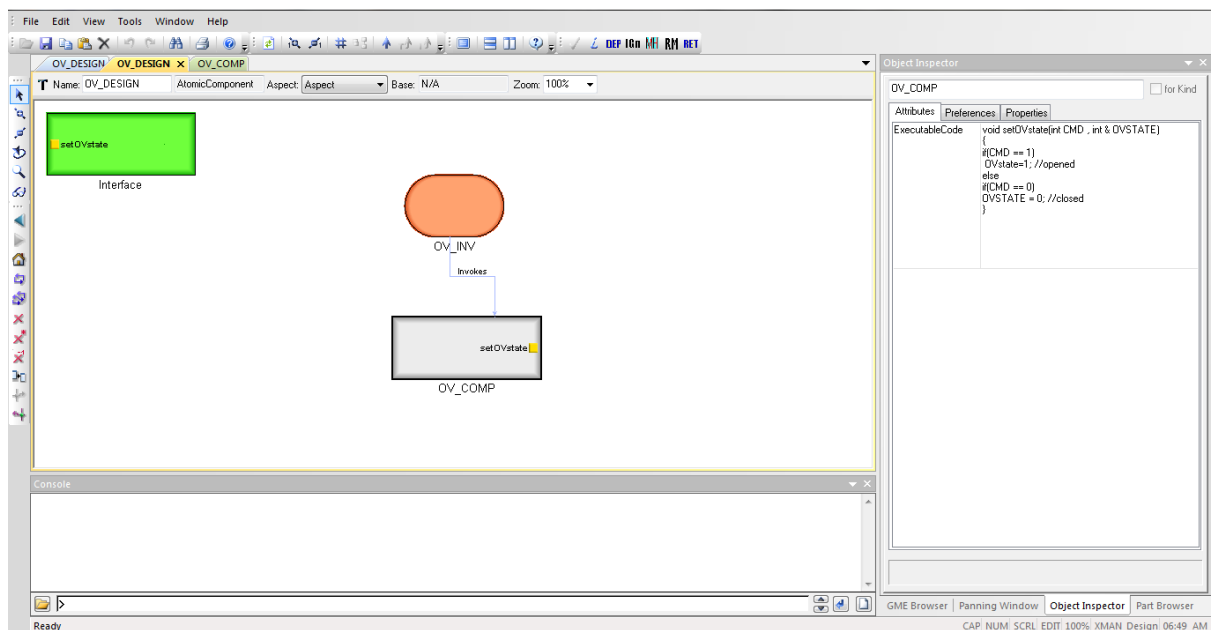 File Edit View Tools Window Help
DEP IGn MH RM RET
OV_DESIGN OV_DESIGN X OV_COMP
Name: OV_DESIGN AtomicComponent Aspect: Aspect Base: N/A Zoom: 100%
setOVstate
Interface
OV_INV
Invokes
setOVstate
OV_COMP
Console
>
Object Inspector
OV_COMP for Kind
Attributes Preferences Properties
ExecutableCode void setOVstate(int CMD , int & OVSTATE)
{
if(CMD == 1)
OVstate=1; //opened
else
if(CMD == 0)
OVSTATE = 0; //closed
}
GME Browser Panning Window Object Inspector Part Browser
Ready CAP NUM SCRL EDIT 100% XMAN Design 06:49 AM